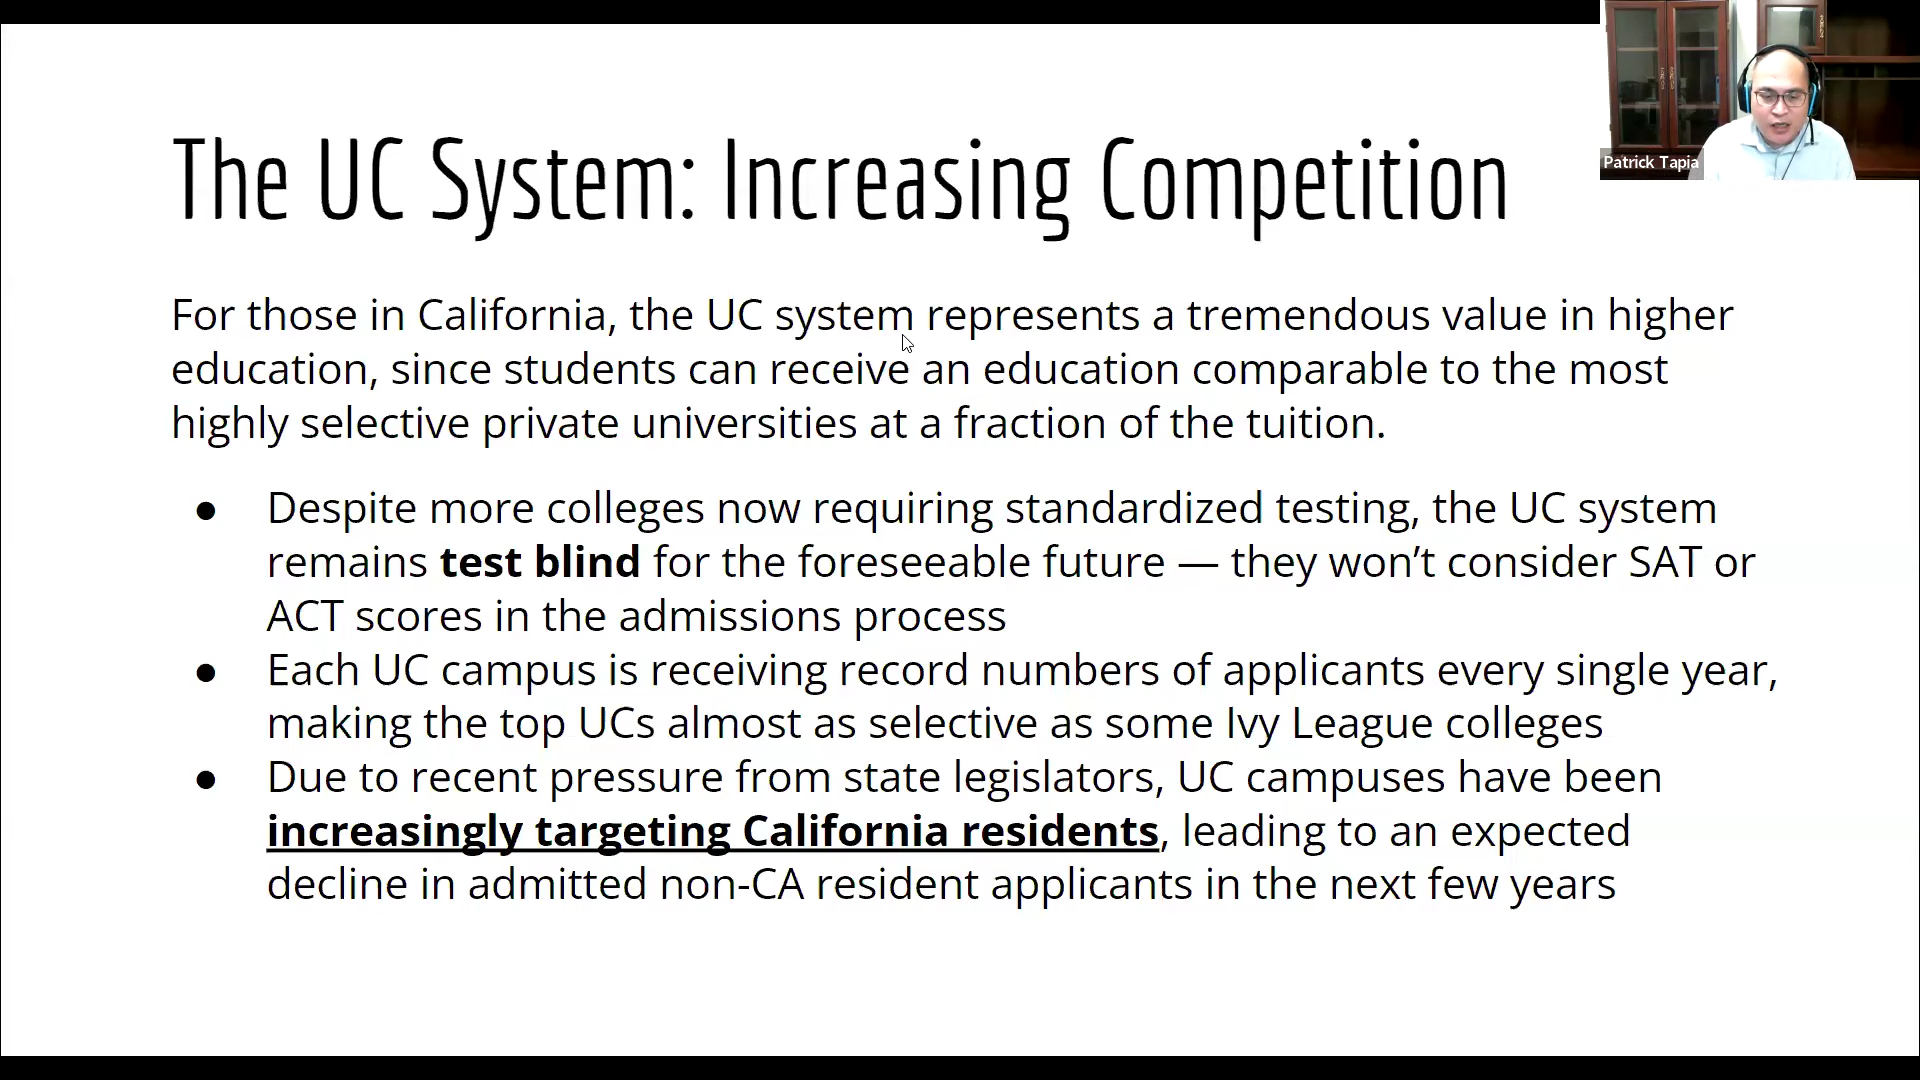 The UC System: Increasing Competition
Patrick Tapia
For those in California, the UC system represents a tremendous value in higher
education, since students can receive an education comparable to the most
highly selective private universities at a fraction of the tuition.
● Despite more colleges now requiring standardized testing, the UC system
remains test blind for the foreseeable future — they won’t consider SAT or
ACT scores in the admissions process
● Each UC campus is receiving record numbers of applicants every single year,
making the top UCs almost as selective as some Ivy League colleges
● Due to recent pressure from state legislators, UC campuses have been
increasingly targeting California residents, leading to an expected
decline in admitted non-CA resident applicants in the next few years